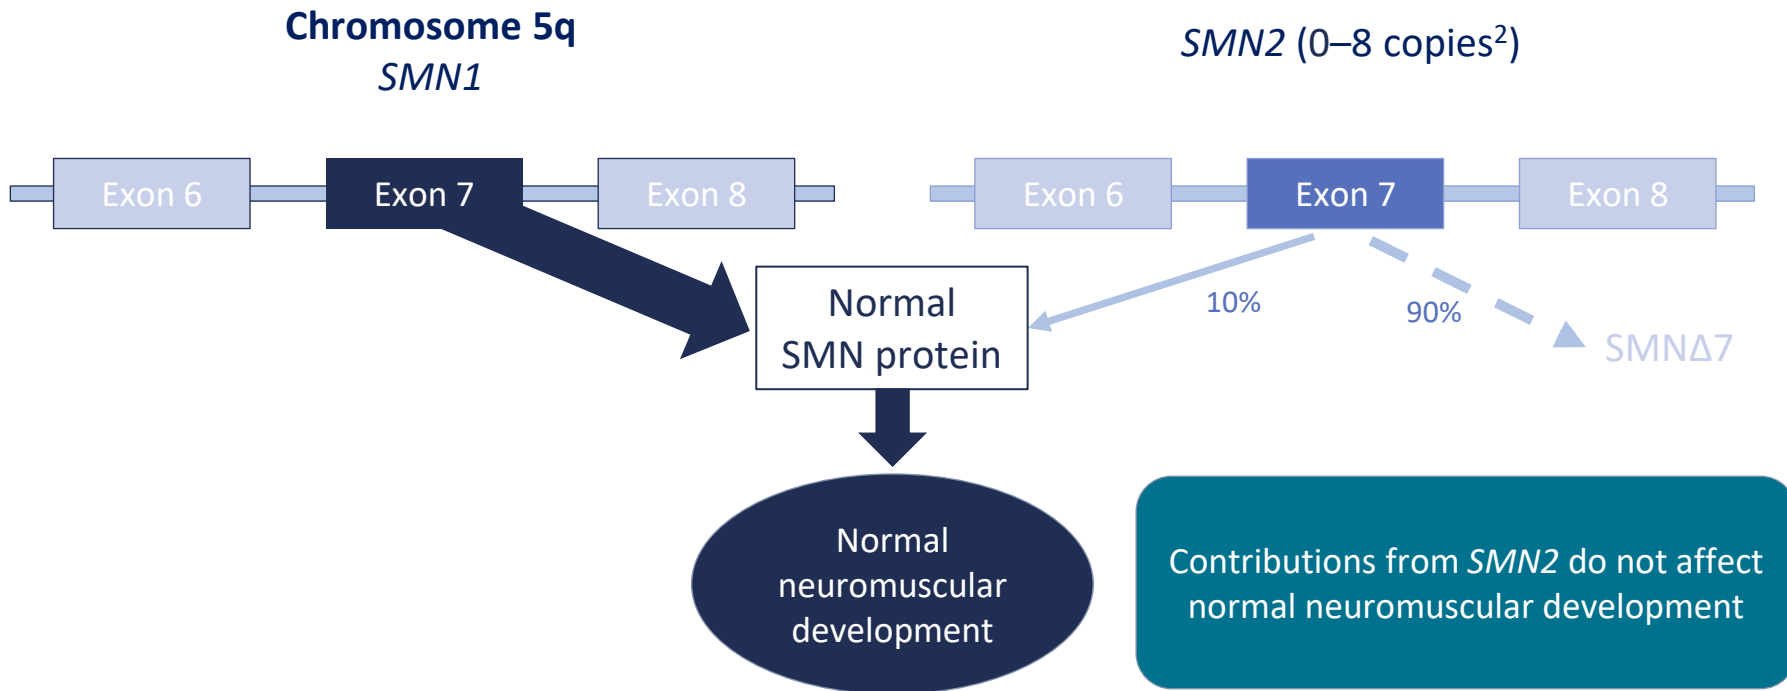 Chromosome 5q
SMN1
SMN2 (0–8 copies²)
Exon 6
Exon 7
Exon 8
Exon 6
Exon 7
Exon 8
Normal
SMN protein
10%
90%
SMNΔ7
Normal
neuromuscular
development
Contributions from SMN2 do not affect
normal neuromuscular development